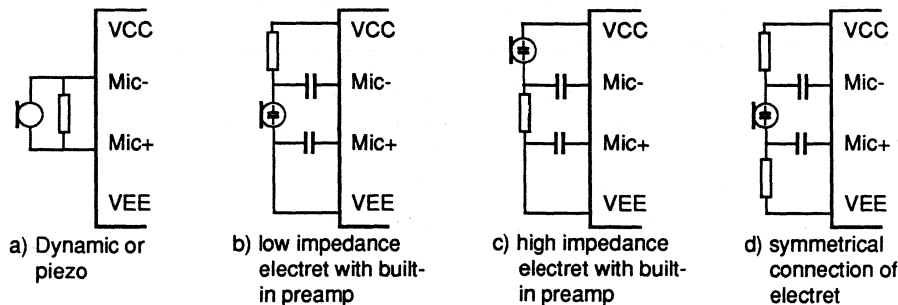 VCC
Mic-
Mic+
VEE
a) Dynamic or
piezo
VCC
Mic-
Mic+
VEE
b) low impedance
electret with built-
in preamp
VCC
Mic-
Mic+
VEE
c) high impedance
electret with built-
in preamp
VCC
Mic-
Mic+
VEE
d) symmetrical
connection of
electret